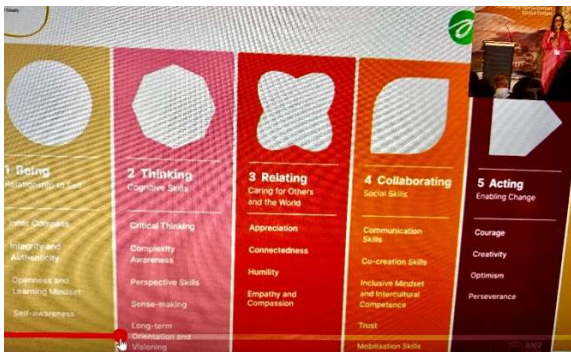 1 Being
Relationship to Self
Inner Compass
Integrity and
Authenticity
Openness and
Learning Mindset
Self-awareness
2 Thinking
Cognitive Skills
Critical Thinking
Complexity
Awareness
Perspective Skills
Sense-making
Long-term
Orientation and
Visioning
3 Relating
Caring for Others
and the World
Appreciation
Connectedness
Humility
Empathy and
Compassion
4 Collaborating
Social Skills
Communication
Skills
Co-creation Skills
Inclusive Mindset
and Intercultural
Competence
Trust
Mobilisation Skills
5 Acting
Enabling Change
Courage
Creativity
Optimism
Perseverance